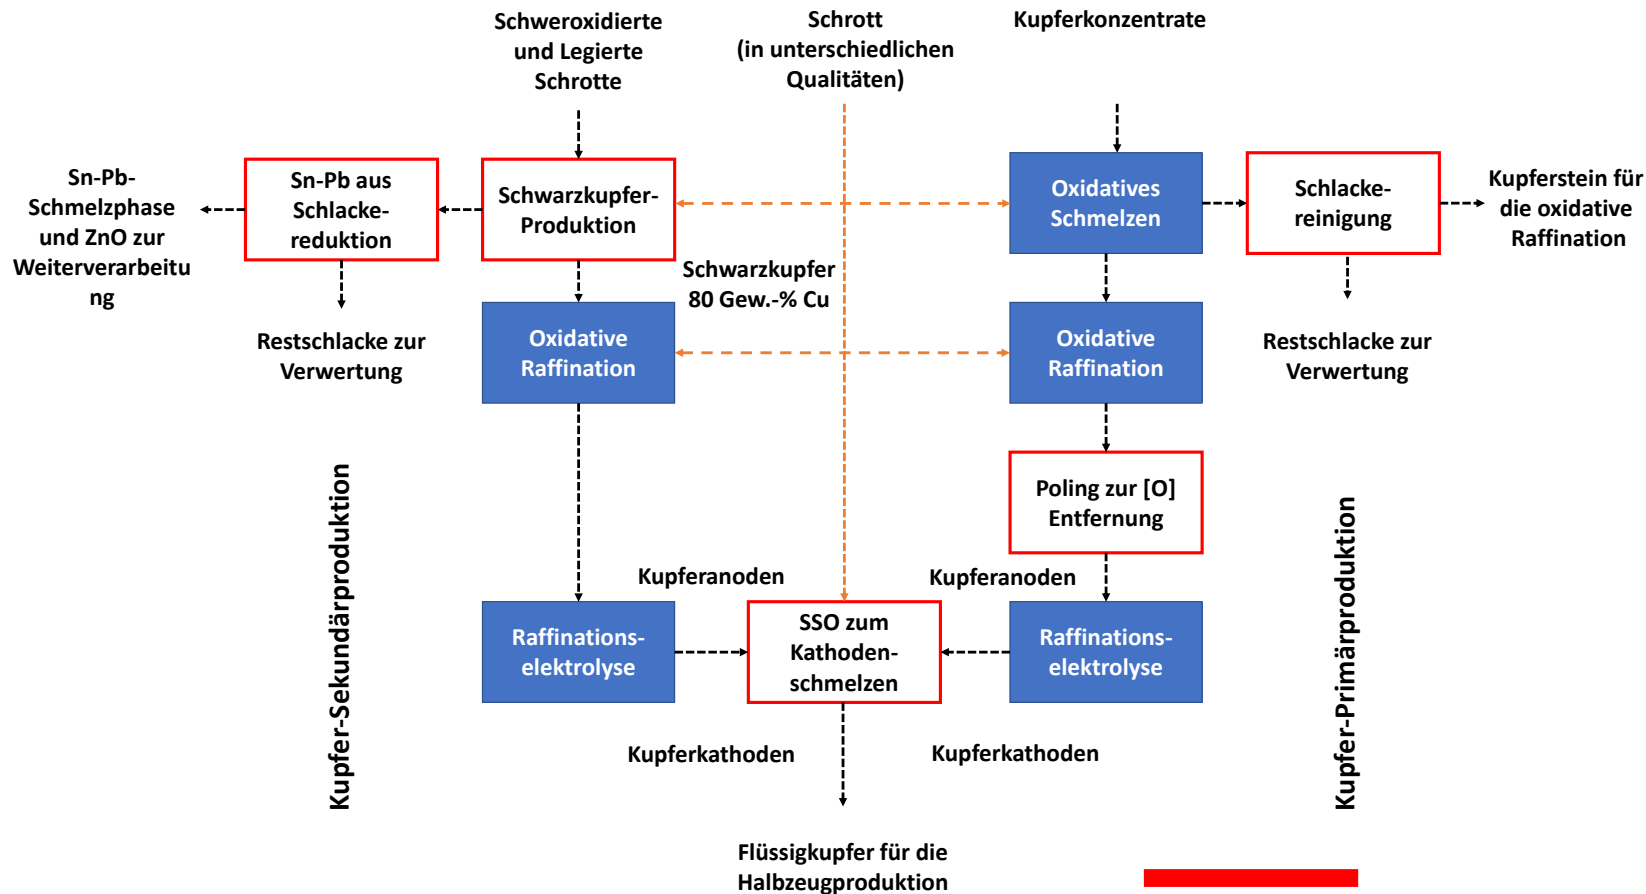 Schweroxidierte
und Legierte
Schrotte
Schrott
(in unterschiedlichen
Qualitäten)
Kupferkonzentrate
Sn-Pb-
Schmelzphase
und ZnO zur
Weiterverarbeitu
ng
Sn-Pb aus
Schlacke-
reduktion
Schwarzkupfer-
Produktion
Oxidatives
Schmelzen
Schlacke-
reinigung
Kupferstein für
die oxidative
Raffination
Schwarzkupfer
80 Gew.-% Cu
Restschlacke zur
Verwertung
Oxidative
Raffination
Oxidative
Raffination
Restschlacke zur
Verwertung
Poling zur [O]
Entfernung
Kupfer-Sekundärproduktion
Kupfer-Primärproduktion
Kupferanoden
Kupferanoden
Raffinations-
elektrolyse
SSO zum
Kathoden-
schmelzen
Raffinations-
elektrolyse
Kupferkathoden
Kupferkathoden
Flüssigkupfer für die
Halbzeugproduktion